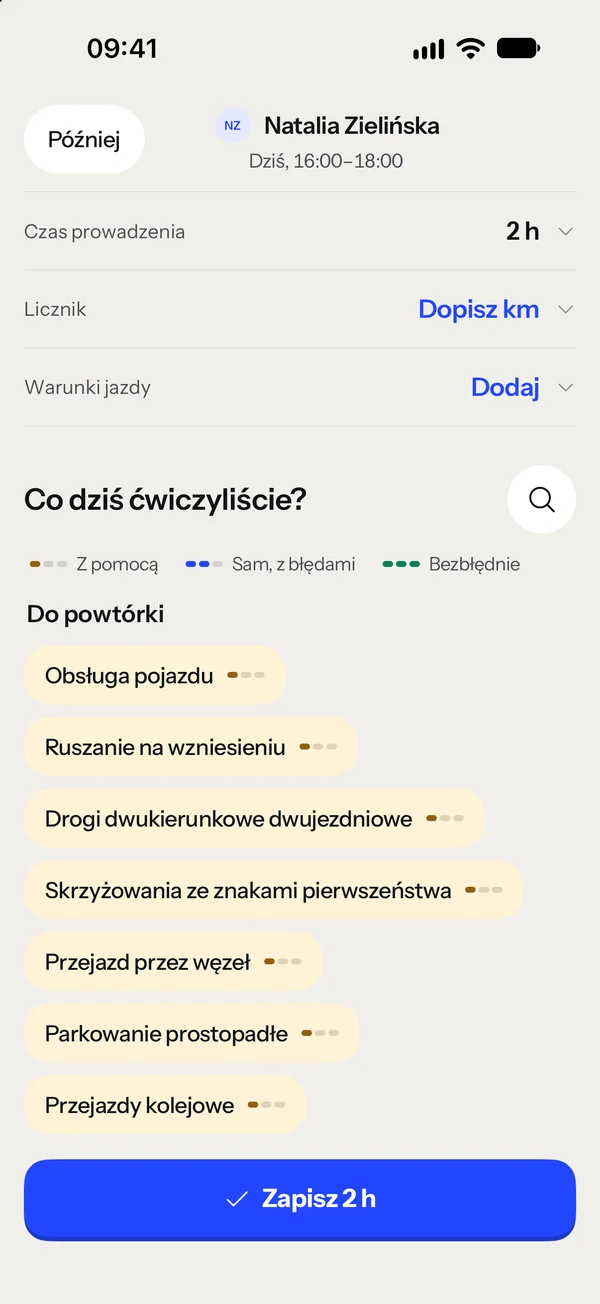 09:41
Później
NZ Natalia Zielińska
Dziś, 16:00–18:00
Czas prowadzenia 2 h
Licznik Dopisz km
Warunki jazdy Dodaj
Co dziś ćwiczyliście?
Z pomocą Sam, z błędami Bezbłędnie
Do powtórki
Obsługa pojazdu
Ruszanie na wzniesieniu
Drogi dwukierunkowe dwujezdniowe
Skrzyżowania ze znakami pierwszeństwa
Przejazd przez węzeł
Parkowanie prostopadłe
Przejazdy kolejowe
Zapisz 2 h